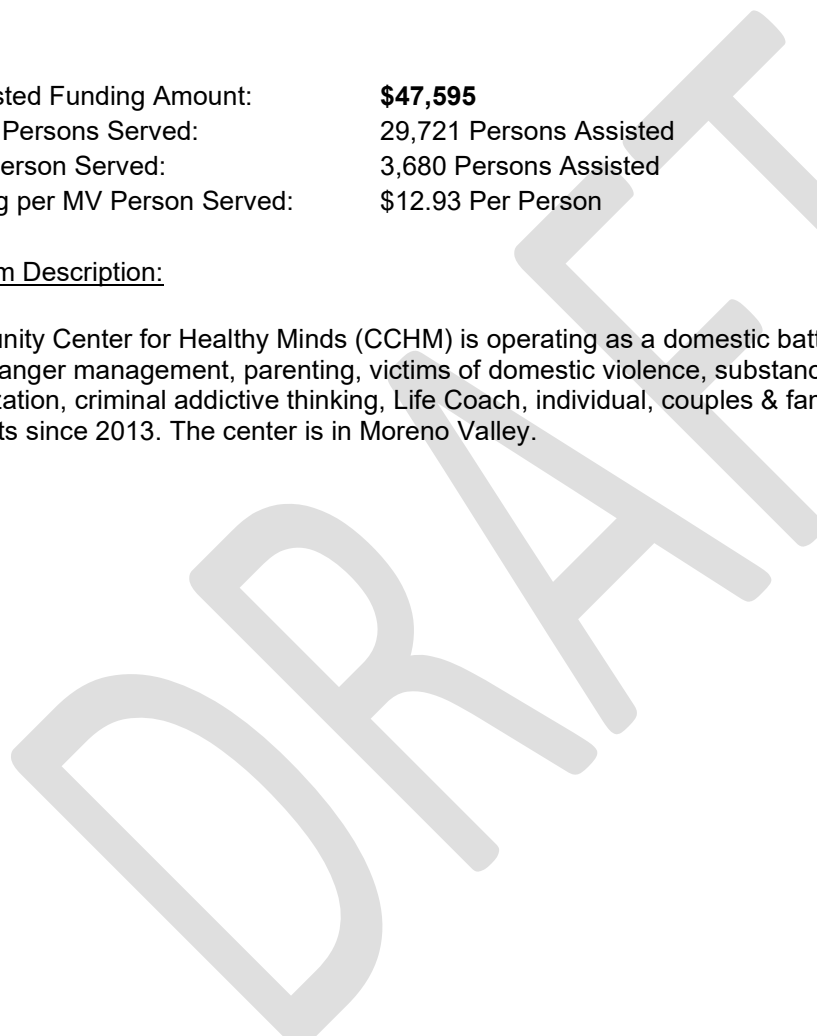 sted Funding Amount: $47,595
Persons Served: 29,721 Persons Assisted
erson Served: 3,680 Persons Assisted
g per MV Person Served: $12.93 Per Person
m Description:
unity Center for Healthy Minds (CCHM) is operating as a domestic batt
anger management, parenting, victims of domestic violence, substanc
zation, criminal addictive thinking, Life Coach, individual, couples & fam
ts since 2013. The center is in Moreno Valley.
DRAFT